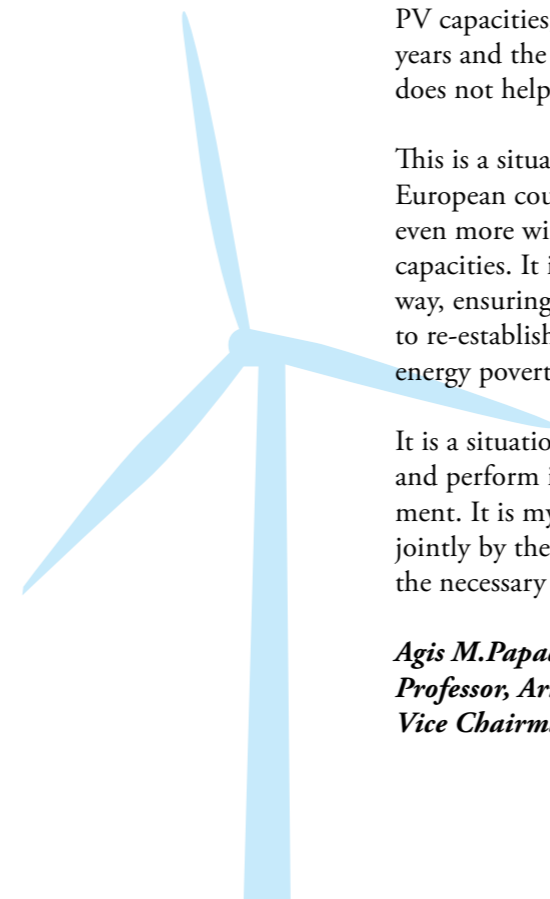 PV capacities
years and the
does not help
This is a situa
European cou
even more wi
capacities. It i
way, ensuring
to re-establish
energy povert
It is a situatio
and perform i
ment. It is my
jointly by the
the necessary
Agis M.Papa
Professor, Ar
Vice Chairm